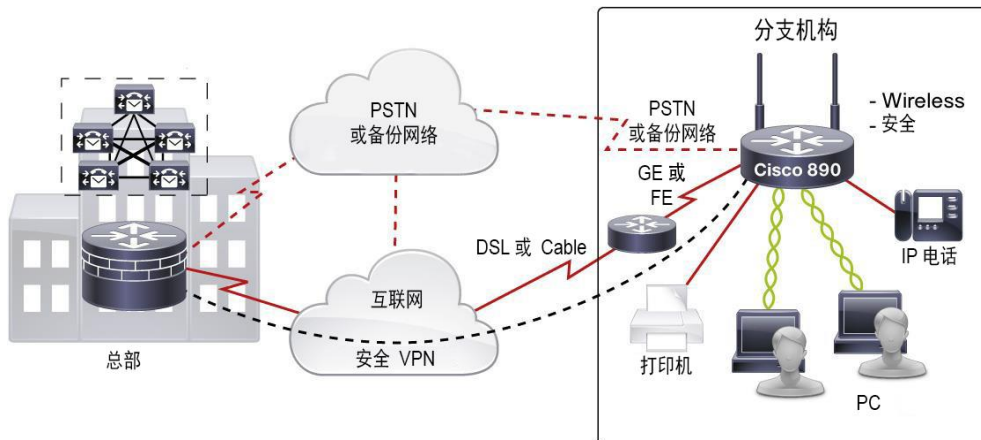 分支机构
PSTN
或备份网络
PSTN
或备份网络
- Wireless
- 安全
Cisco 890
GE 或
FE
DSL 或 Cable
IP 电话
互联网
安全 VPN
总部
打印机
PC